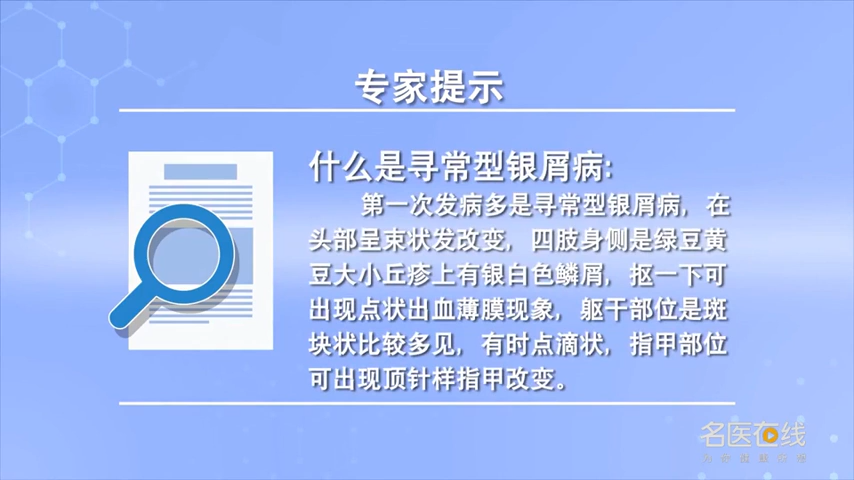 专家提示
什么是寻常型银屑病:
第一次发病多是寻常型银屑病，在
头部呈束状发改变，四肢身侧是绿豆黄
豆大小丘疹上有银白色鳞屑，抠一下可
出现点状出血薄膜现象，躯干部位是斑
块状比较多见，有时点滴状，指甲部位
可出现顶针样指甲改变。
名医在线